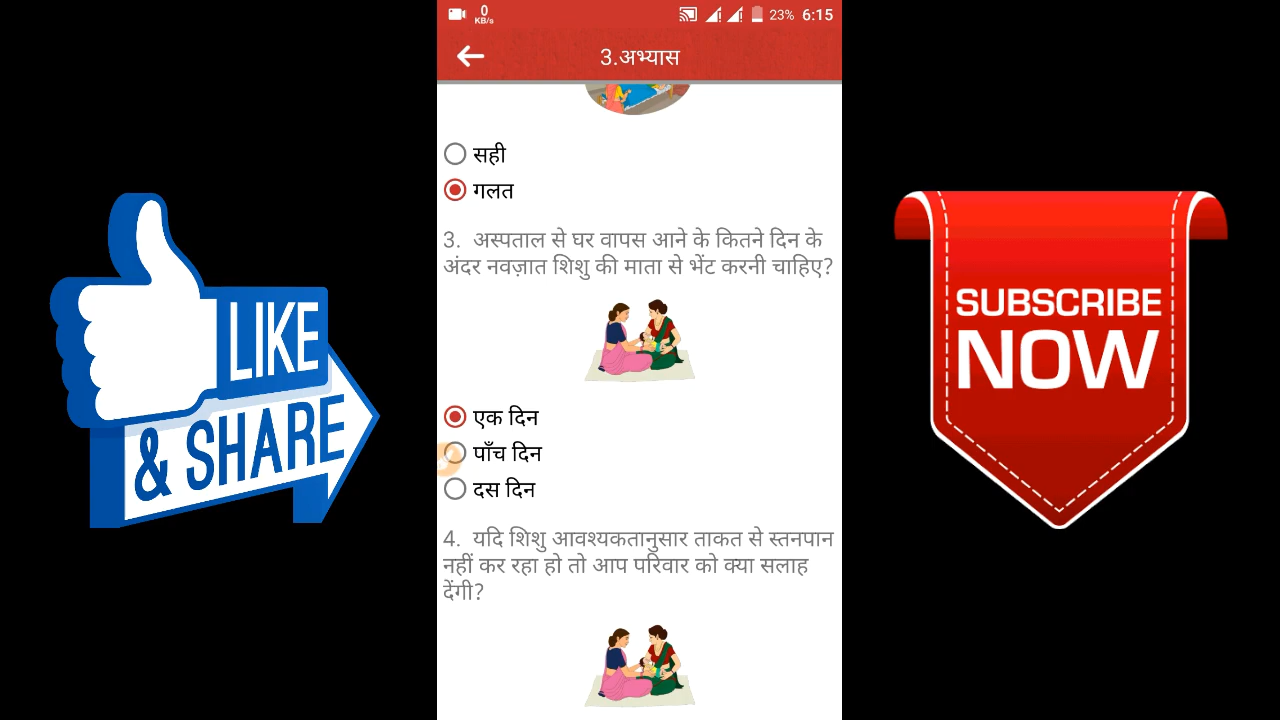 0
KB/s
23% 6:15
3.अभ्यास
सही
गलत
3. अस्पताल से घर वापस आने के कितने दिन के
अंदर नवज़ात शिशु की माता से भेंट करनी चाहिए?
एक दिन
पाँच दिन
दस दिन
4. यदि शिशु आवश्यकतानुसार ताकत से स्तनपान
नहीं कर रहा हो तो आप परिवार को क्या सलाह
देंगी?
LIKE
& SHARE
SUBSCRIBE
NOW